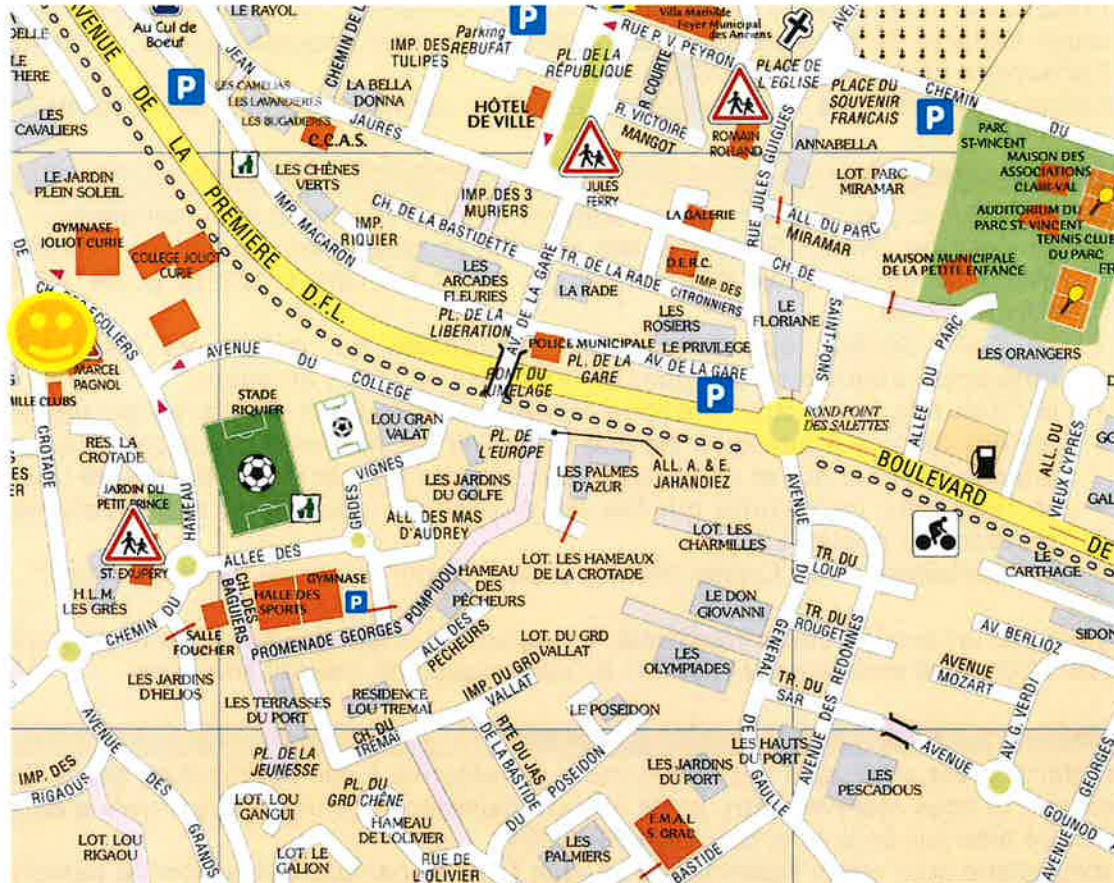 LE RAYOL
Au Cul de
Boeuf
P
Parking
REBUFAT
IMP. DES
TULIPES
CHEMIN DE
PL. DE LA
RÉPUBLIQUE
Villa Mathilde
Foyer Municipal
des Anciens
RUE P. V. PEYRON
R. COURTE
R. VICTOIRE
MANGOT
PLACE DE
L'EGLISE
PLACE DU
SOUVENIR
FRANCAIS
CHEMIN
DU
P
P
LES
CAVALIERS
AVENUE DE LA PREMIERE D.F.L.
JEAN
JAURES
LES CAMELIAS
LES LAVANDIERES
LES BUGADIERES
LA BELLA
DONNA
C.C.A.S.
HÔTEL
DE VILLE
ROMAIN
ROLLAND
JULES
FERRY
RUE JULES GUIGUES
ANNABELLA
LOT. PARC
MIRAMAR
PARC
ST-VINCENT
MAISON DES
ASSOCIATIONS
CLAREVAL
AUDITORIUM DU
PARC ST. VINCENT
TENNIS CLUB
DU PARC
LE JARDIN
PLEIN SOLEIL
LES CHÊNES
VERTS
IMP. MACARON
IMP.
RIQUIER
IMP. DES 3
MURIERS
CH. DE LA BASTIDETTE
TR. DE LA RADE
LA GALERIE
D.E.R.C.
IMP. DES
CITRONNIERS
ALL. DU PARC
MIRAMAR
CH. DE
MAISON MUNICIPALE
DE LA PETITE ENFANCE
GYMNASE
JOLIOT CURIE
COLLEGE JOLIOT
CURIE
LES
ARCADES
FLEURIES
AV. DE LA GARE
LA RADE
LES
ROSIERS
LE PRIVILEGE
LE
FLORIANE
SAINT-PONS
PL. DE LA
LIBERATION
POLICE MUNICIPALE
AV. DE LA GARE
PL. DE LA
GARE
P
ALLEE DU PARC
LES ORANGERS
MARCEL
PAGNOL
AVENUE DU COLLEGE
PONT DU
JUMELAGE
ROND-POINT
DES SALETTES
BOULEVARD
DE
DE
CROTADE
STADE
RIQUIER
LOU GRAN
VALAT
PL. DE
L'EUROPE
ALL. A. & E.
JAHANDIEZ
ALL. DU
VIEUX CYPRES
RES. LA
CROTADE
HAMEAU
GRDES VIGNES
LES JARDINS
DU GOLFE
LES PALMES
D'AZUR
JARDIN DU
PETIT PRINCE
ALL. DES MAS
D'AUDREY
LOT. LES
CHARMILLES
ST. EXUPERY
ALLEE DES
LOT. LES HAMEAUX
DE LA CROTADE
TR. DU
LOUP
LE
CARTHAGE
H.L.M.
LES GRÈS
CHEMIN DU
SALLE
FOUCHER
CH. DES
BAGUIERS
HALLE DES
SPORTS
GYMNASE
P
PROMENADE GEORGES POMPIDOU
HAMEAU
DES
PÊCHEURS
ALL. DES
PECHEURS
LE DON
GIOVANNI
TR. DU
ROUGET
AV. BERLIOZ
LES JARDINS
D'HELIOS
LOT. DU GRD
VALLAT
LES
OLYMPIADES
AVENUE
MOZART
LES TERRASSES
DU PORT
RESIDENCE
LOU TREMAI
IMP. DU GRD
VALLAT
TR. DU
SAR
AVENUE DES REDONNES
AV. G. VERDI
LE POSEIDON
CH. DU
TREMAI
PL. DE LA
JEUNESSE
RTE DU JAS
DE LA BASTIDE
AVENUE DU GENERAL DE GAULLE
LES HAUTS
DU PORT
AVENUE
GOUNOD
AVENUE
GEORGES
IMP. DES
RIGAOUS
AVENUE DES GRANDS
LOT. LOU
GANGUI
PL. DU
GRD CHÊNE
DU POSEIDON
LES JARDINS
DU PORT
LES
PESCADOUS
LOT. LOU
RIGAOU
LOT. LE
GALION
HAMEAU
DE L'OLIVIER
RUE DE
L'OLIVIER
LES
PALMIERS
E.M.A.L.
BASTIDE